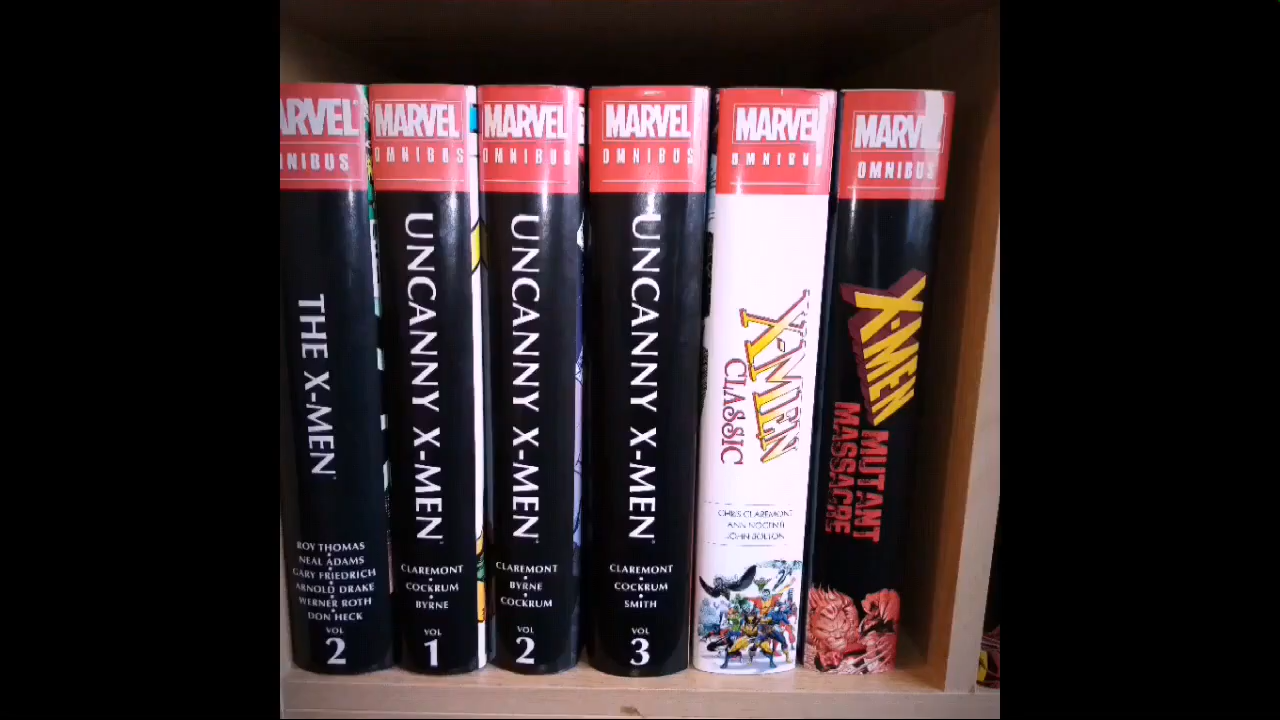 ARVEL
NIBUS
THE X-MEN
ROY THOMAS
NEAL ADAMS
GARY FRIEDRICH
ARNOLD DRAKE
WERNER ROTH
DON HECK
VOL
2
MARVEL
OMNIBUS
UNCANNY X-MEN
CLAREMONT
COCKRUM
BYRNE
VOL
1
MARVEL
OMNIBUS
UNCANNY X-MEN
CLAREMONT
BYRNE
COCKRUM
VOL
2
MARVEL
OMNIBUS
UNCANNY X-MEN
CLAREMONT
COCKRUM
SMITH
VOL
3
MARVEL
OMNIBUS
X-MEN
CLASSIC
CHRIS CLAREMONT
ANN NOCENTI
JOHN BOLTON
MARVEL
OMNIBUS
X-MEN
MUTANT
MASSACRE